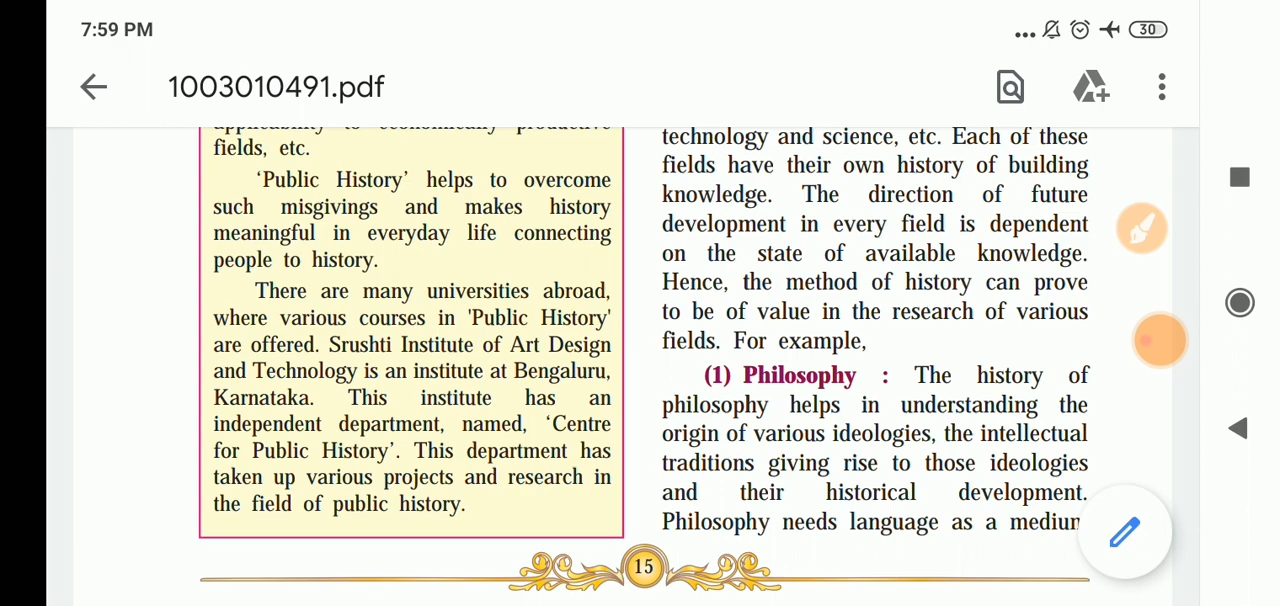 7:59 PM
30
1003010491.pdf
fields, etc.
‘Public History’ helps to overcome
such misgivings and makes history
meaningful in everyday life connecting
people to history.
There are many universities abroad,
where various courses in 'Public History'
are offered. Srushti Institute of Art Design
and Technology is an institute at Bengaluru,
Karnataka. This institute has an
independent department, named, ‘Centre
for Public History’. This department has
taken up various projects and research in
the field of public history.
technology and science, etc. Each of these
fields have their own history of building
knowledge. The direction of future
development in every field is dependent
on the state of available knowledge.
Hence, the method of history can prove
to be of value in the research of various
fields. For example,
(1) Philosophy : The history of
philosophy helps in understanding the
origin of various ideologies, the intellectual
traditions giving rise to those ideologies
and their historical development.
Philosophy needs language as a
15